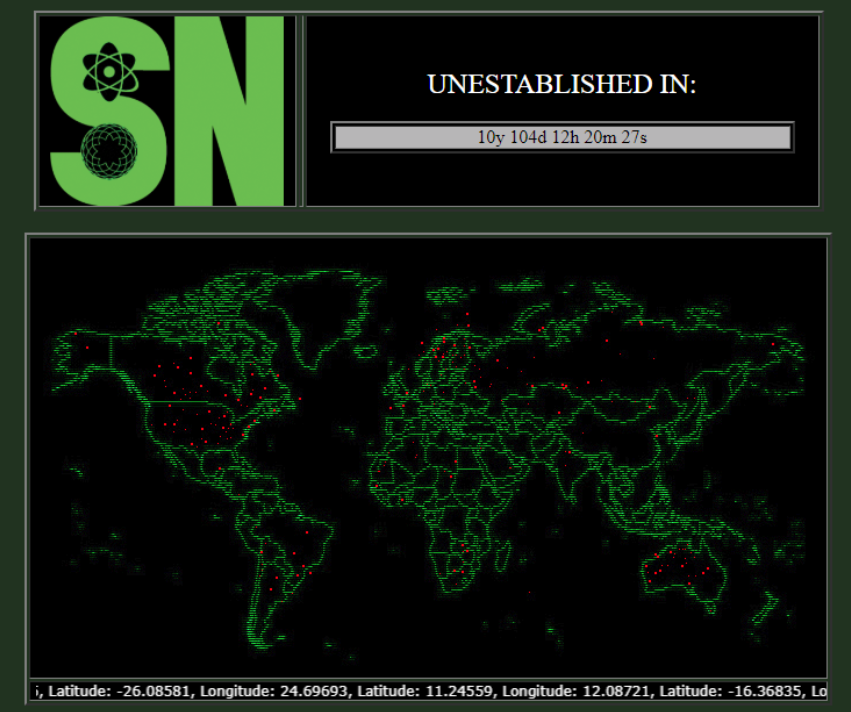 SN
UNESTABLISHED IN:
10y 104d 12h 20m 27s
, Latitude: -26.08581, Longitude: 24.69693, Latitude: 11.24559, Longitude: 12.08721, Latitude: -16.36835, Lo